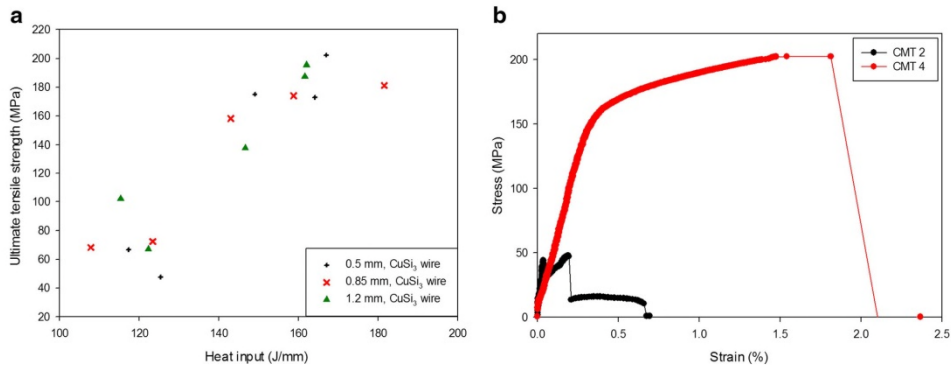 a
Ultimate tensile strength (MPa)
220
200
180
160
140
120
100
80
60
40
20
100
120
140
160
180
200
Heat input (J/mm)
0.5 mm, CuSi₃ wire
0.85 mm, CuSi₃ wire
1.2 mm, CuSi₃ wire
b
Stress (MPa)
200
150
100
50
0
0.0
0.5
1.0
1.5
2.0
2.5
Strain (%)
CMT 2
CMT 4